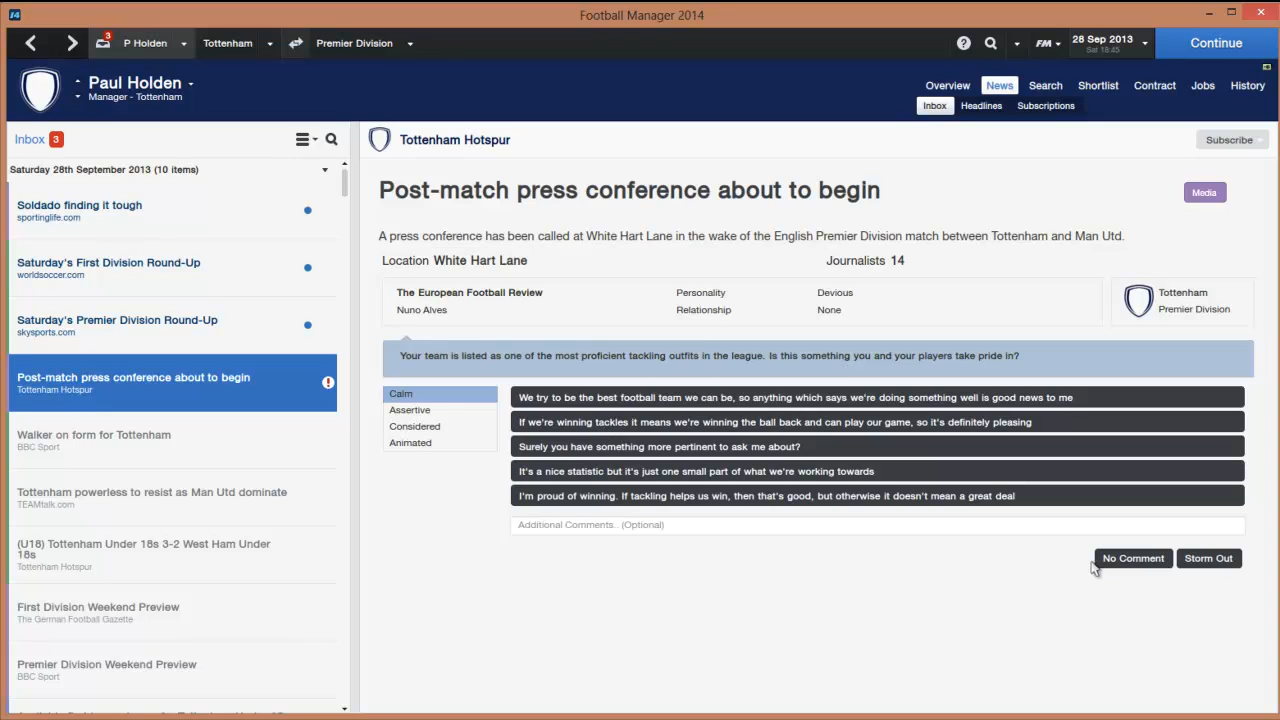 14
Football Manager 2014
3
P Holden
Tottenham
Premier Division
FM
28 Sep 2013
Sat 18:45
Continue
Paul Holden
Manager - Tottenham
Overview
News
Search
Shortlist
Contract
Jobs
History
Inbox
Headlines
Subscriptions
Inbox 3
Saturday 28th September 2013 (10 items)
Soldado finding it tough
sportinglife.com
Saturday's First Division Round-Up
worldsoccer.com
Saturday's Premier Division Round-Up
skysports.com
Post-match press conference about to begin
Tottenham Hotspur
Walker on form for Tottenham
BBC Sport
Tottenham powerless to resist as Man Utd dominate
TEAMtalk.com
(U18) Tottenham Under 18s 3-2 West Ham Under
18s
Tottenham Hotspur
First Division Weekend Preview
The German Football Gazette
Premier Division Weekend Preview
BBC Sport
Tottenham Hotspur
Subscribe
Post-match press conference about to begin
Media
A press conference has been called at White Hart Lane in the wake of the English Premier Division match between Tottenham and Man Utd.
Location White Hart Lane
Journalists 14
The European Football Review
Personality
Devious
Nuno Alves
Relationship
None
Tottenham
Premier Division
Your team is listed as one of the most proficient tackling outfits in the league. Is this something you and your players take pride in?
Calm
Assertive
Considered
Animated
We try to be the best football team we can be, so anything which says we're doing something well is good news to me
If we're winning tackles it means we're winning the ball back and can play our game, so it's definitely pleasing
Surely you have something more pertinent to ask me about?
It's a nice statistic but it's just one small part of what we're working towards
I'm proud of winning. If tackling helps us win, then that's good, but otherwise it doesn't mean a great deal
Additional Comments.. (Optional)
No Comment
Storm Out